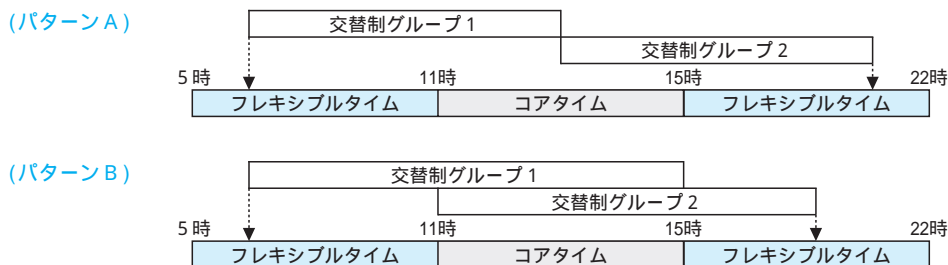 (パターンA)
交替制グループ1
交替制グループ2
5時 11時 15時 22時
フレキシブルタイム コアタイム フレキシブルタイム
(パターンB)
交替制グループ1
交替制グループ2
5時 11時 15時 22時
フレキシブルタイム コアタイム フレキシブルタイム